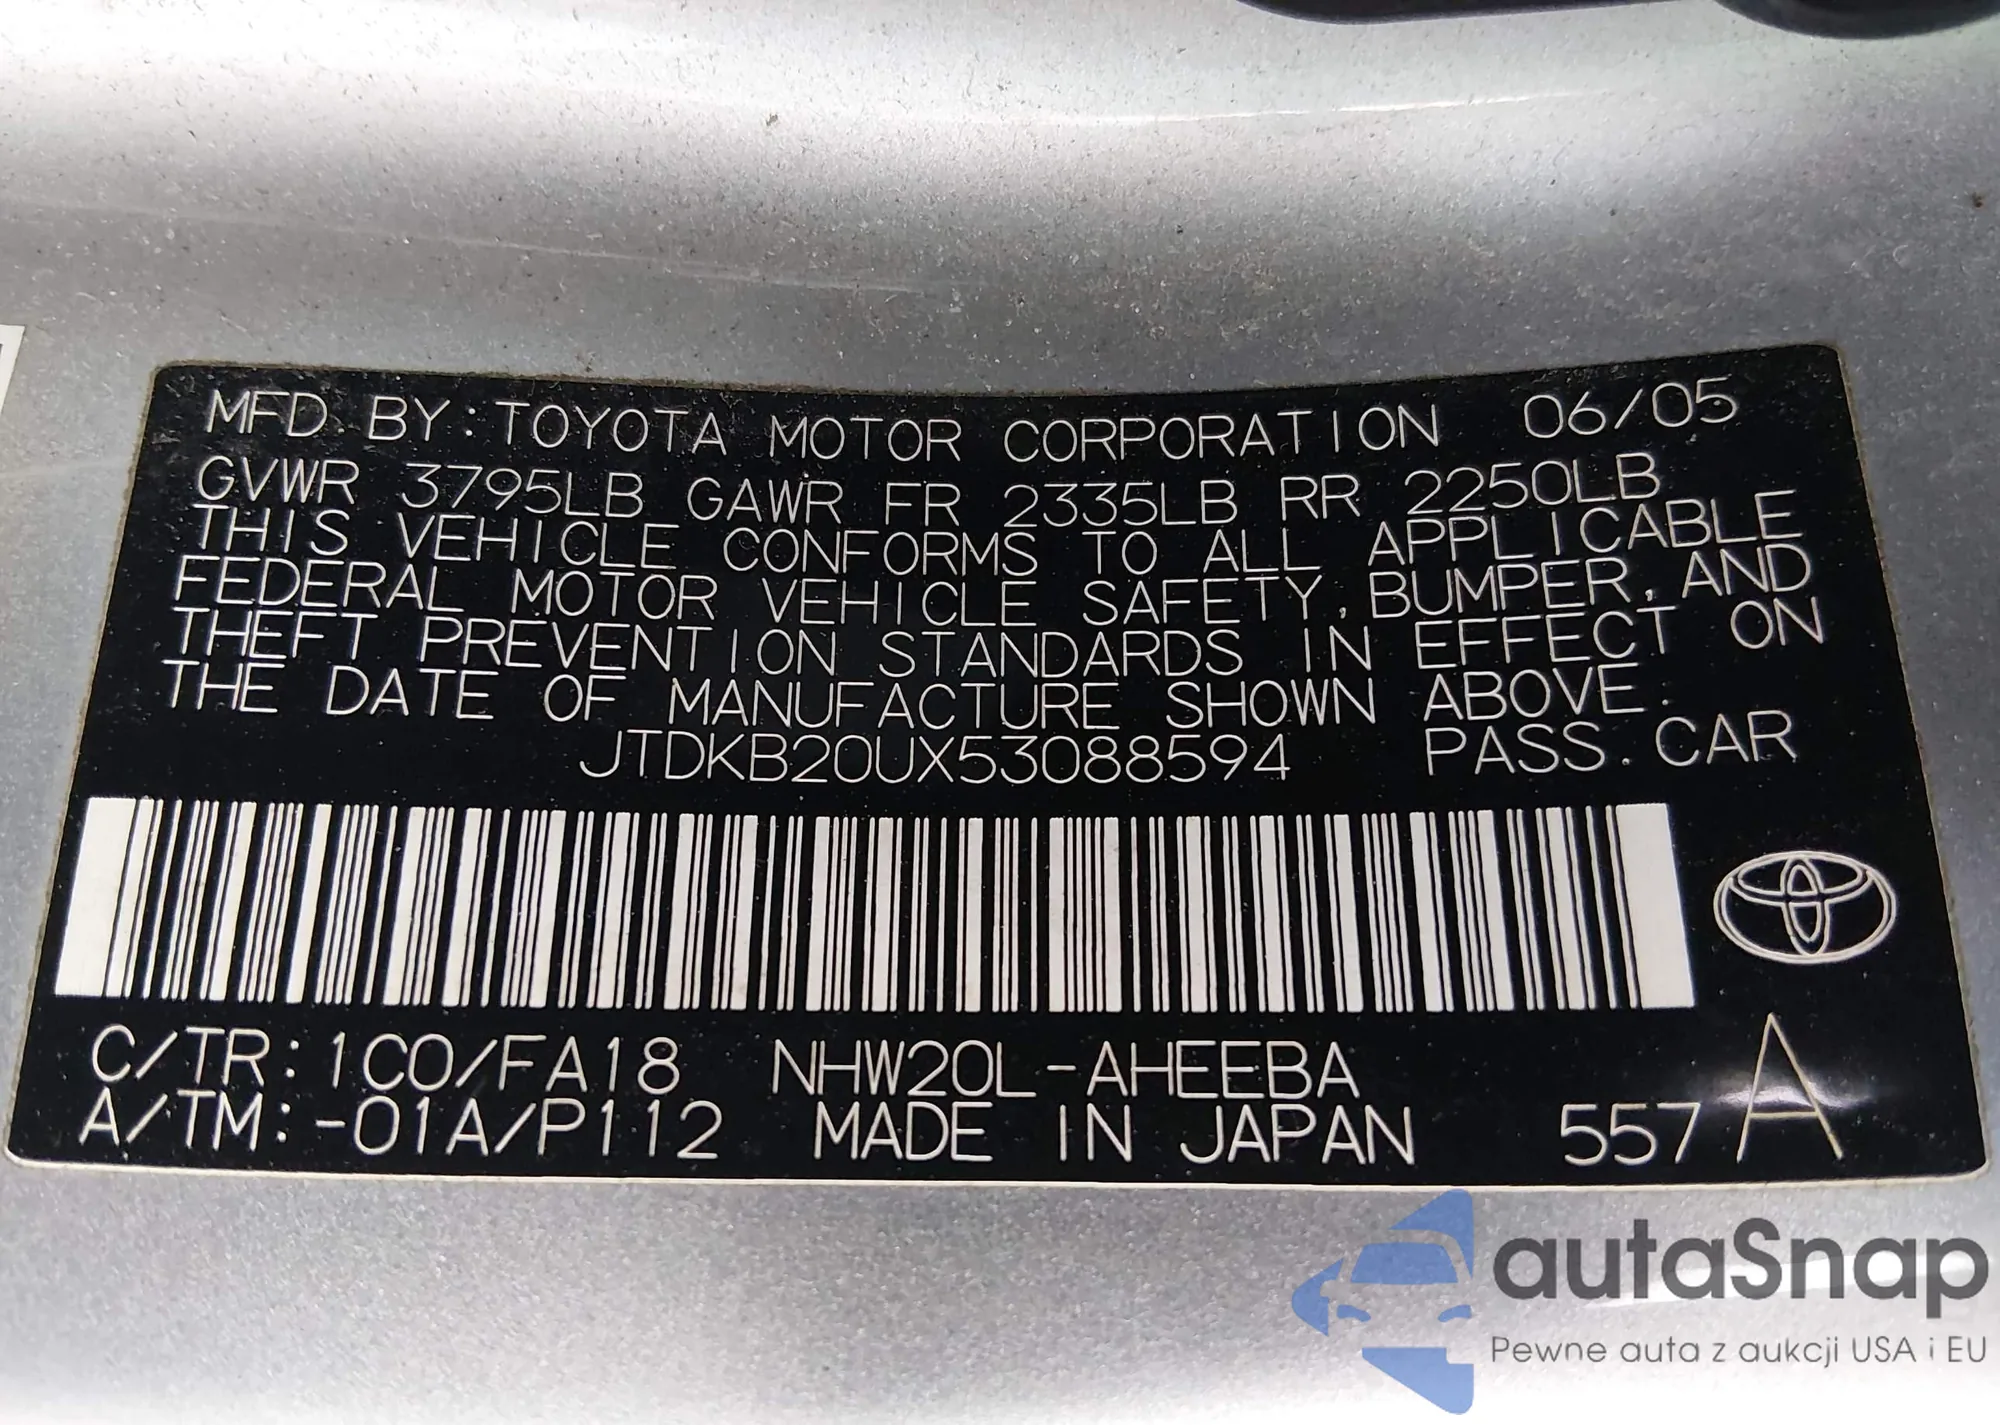 MFD. BY: TOYOTA MOTOR CORPORATION 06/05
GVWR 3795LB GAWR FR 2335LB RR 2250LB
THIS VEHICLE CONFORMS TO ALL APPLICABLE
FEDERAL MOTOR VEHICLE SAFETY, BUMPER, AND
THEFT PREVENTION STANDARDS IN EFFECT ON
THE DATE OF MANUFACTURE SHOWN ABOVE.
JTDKB20UX53088594 PASS. CAR
C/TR: 1C0/FA18 NHW20L-AHEEBA
A/TM: -01A/P112 MADE IN JAPAN 557 A
autaSnap
Pewne auta z aukcji USA i EU